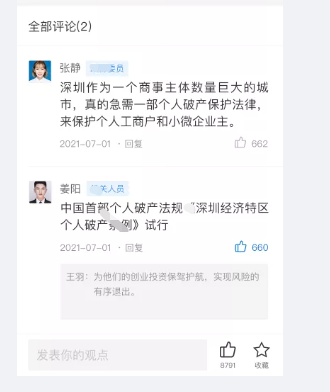 全部评论(2)
张静 委员
深圳作为一个商事主体数量巨大的城
市，真的急需一部个人破产保护法律，
来保护个人工商户和小微企业主。
2021-07-01 · 回复 662
姜阳 关人员
中国首部个人破产法规《深圳经济特区
个人破产条例》试行
2021-07-01 · 回复 660
王羽：为他们的创业投资保驾护航，实现风险的
有序退出。
发表你的观点 8791 收藏